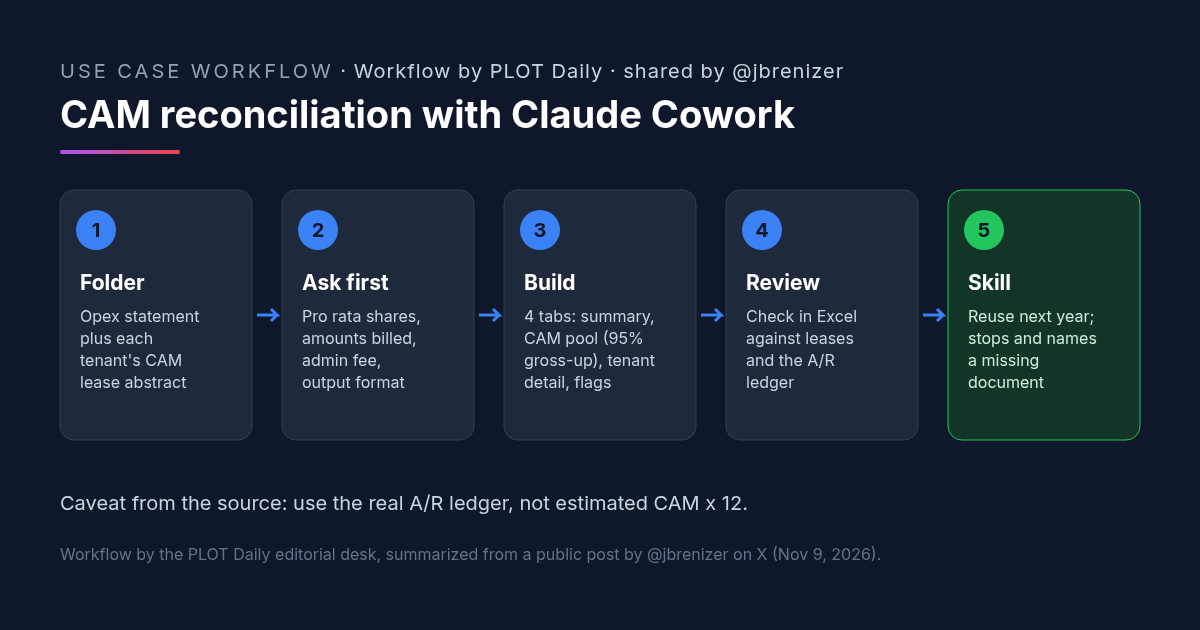 USE CASE WORKFLOW · Workflow by PLOT Daily · shared by @jbrenizer
CAM reconciliation with Claude Cowork
1
Folder
Opex statement
plus each
tenant's CAM
lease abstract
2
Ask first
Pro rata shares,
amounts billed,
admin fee,
output format
3
Build
4 tabs: summary,
CAM pool (95%
gross-up), tenant
detail, flags
4
Review
Check in Excel
against leases
and the A/R
ledger
5
Skill
Reuse next year;
stops and names
a missing
document
Caveat from the source: use the real A/R ledger, not estimated CAM x 12.
Workflow by the PLOT Daily editorial desk, summarized from a public post by @jbrenizer on X (Nov 9, 2026).